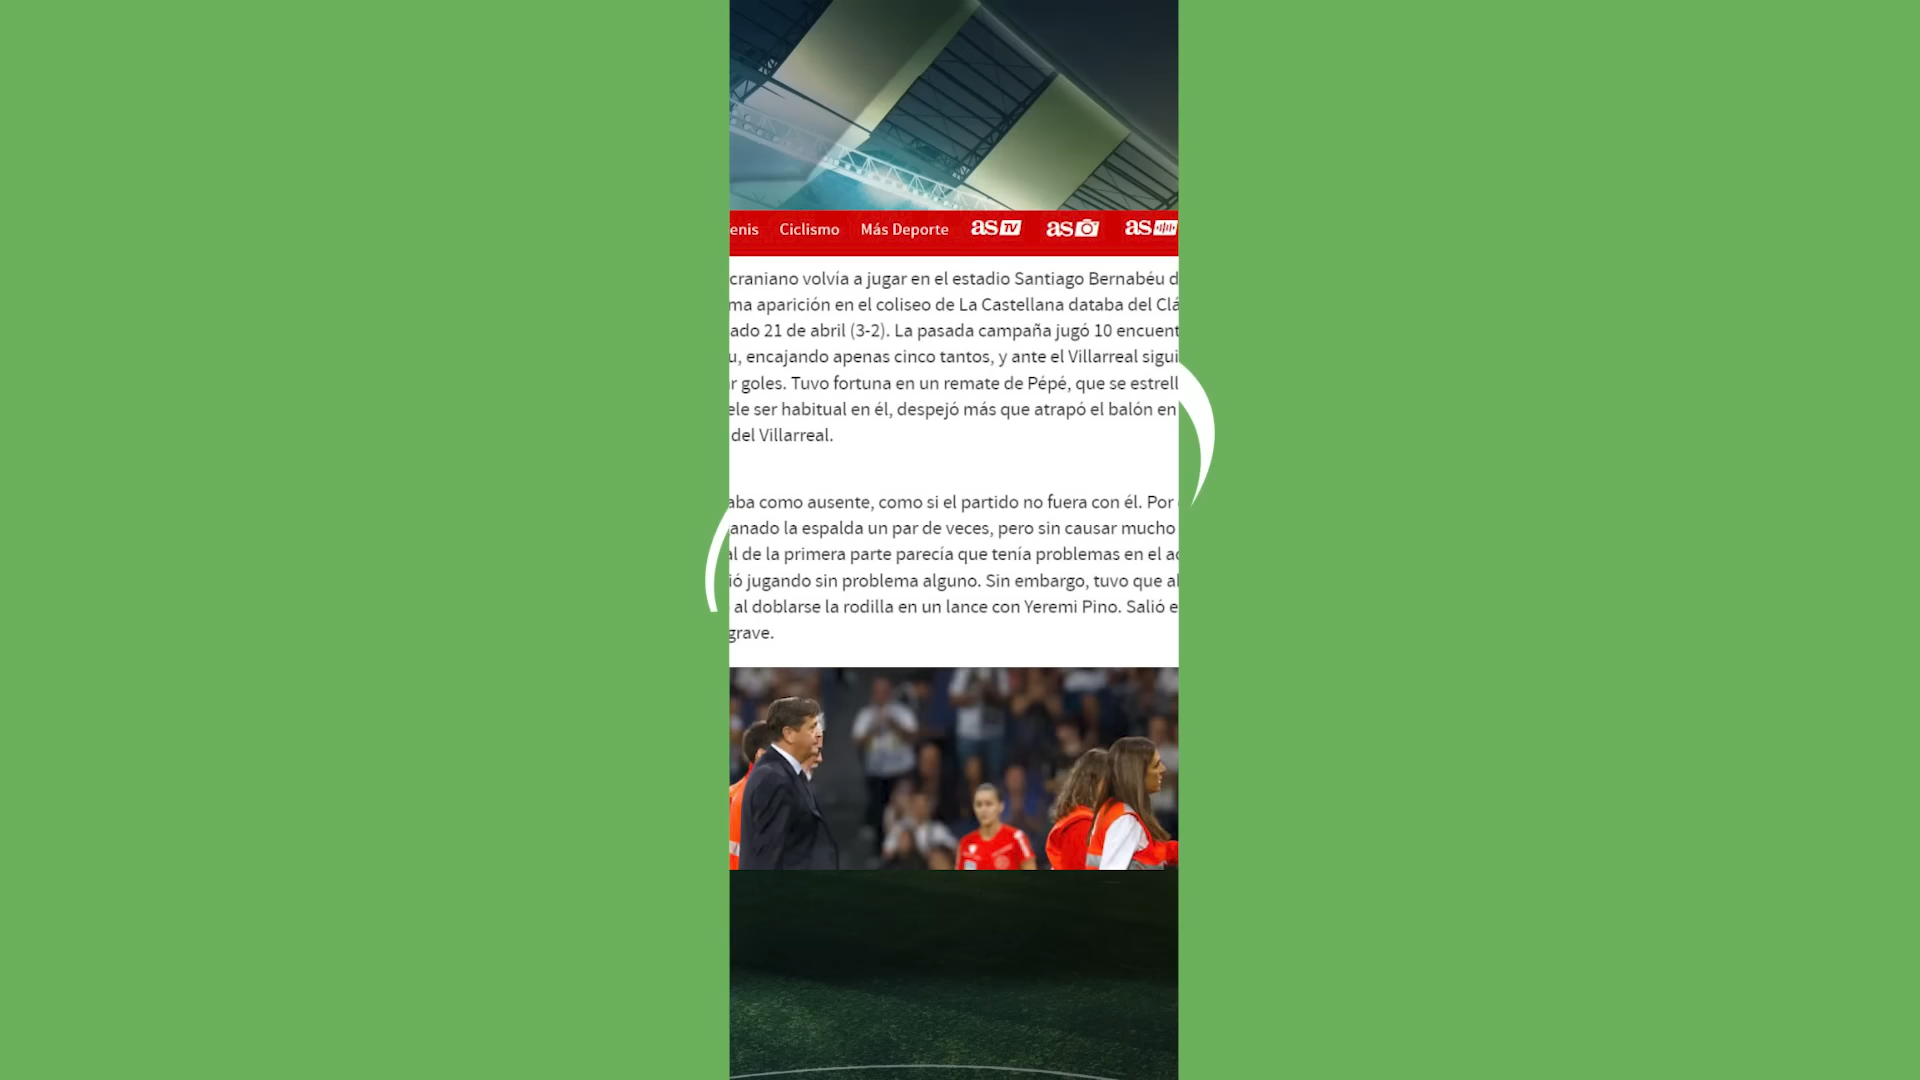 enis Ciclismo Más Deporte as TV as as
craniano volvía a jugar en el estadio Santiago Bernabéu d
ma aparición en el coliseo de La Castellana databa del Clá
ado 21 de abril (3-2). La pasada campaña jugó 10 encuent
u, encajando apenas cinco tantos, y ante el Villarreal sigui
r goles. Tuvo fortuna en un remate de Pépé, que se estrell
ele ser habitual en él, despejó más que atrapó el balón en
del Villarreal.
aba como ausente, como si el partido no fuera con él. Por
anado la espalda un par de veces, pero sin causar mucho
al de la primera parte parecía que tenía problemas en el a
ió jugando sin problema alguno. Sin embargo, tuvo que al
al doblarse la rodilla en un lance con Yeremi Pino. Salió e
grave.